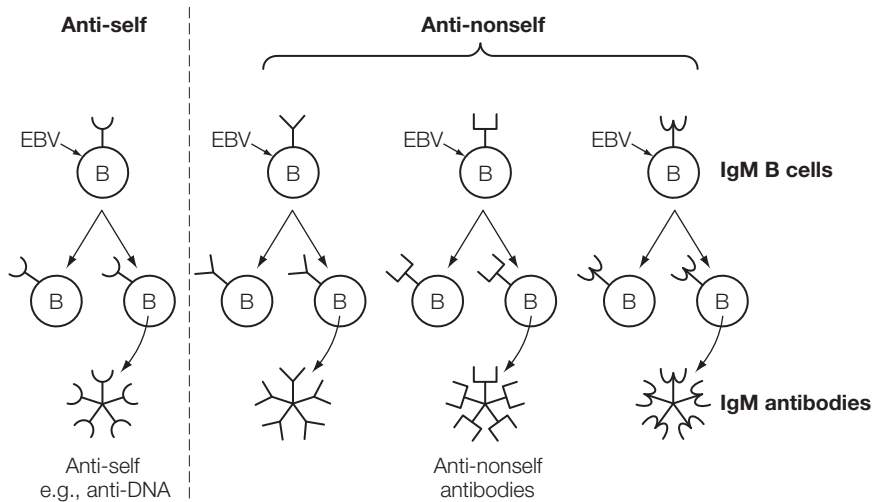 Anti-self
Anti-nonself
EBV
EBV
EBV
EBV
B
B
B
B
IgM B cells
B
B
B
B
B
B
B
B
IgM antibodies
Anti-self
e.g., anti-DNA
Anti-nonself
antibodies